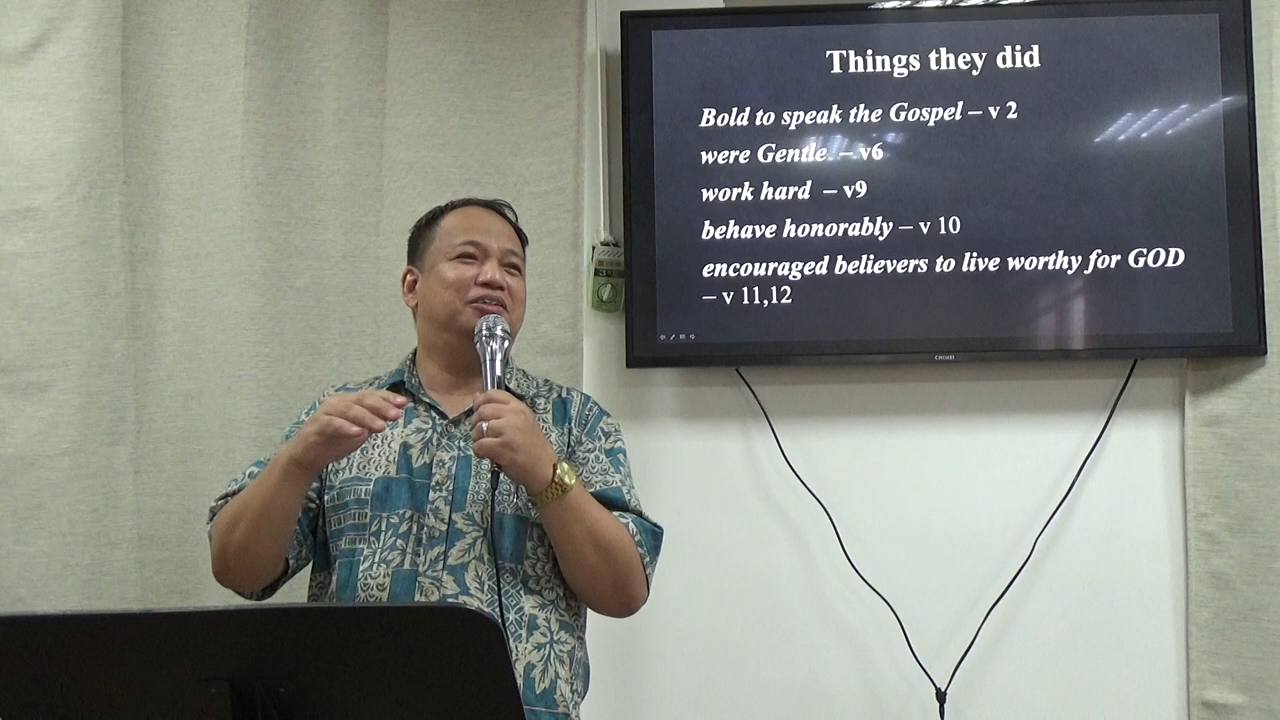 Things they did
Bold to speak the Gospel – v 2
were Gentle – v6
work hard – v9
behave honorably – v 10
encouraged believers to live worthy for GOD
– v 11,12
CHIMEI